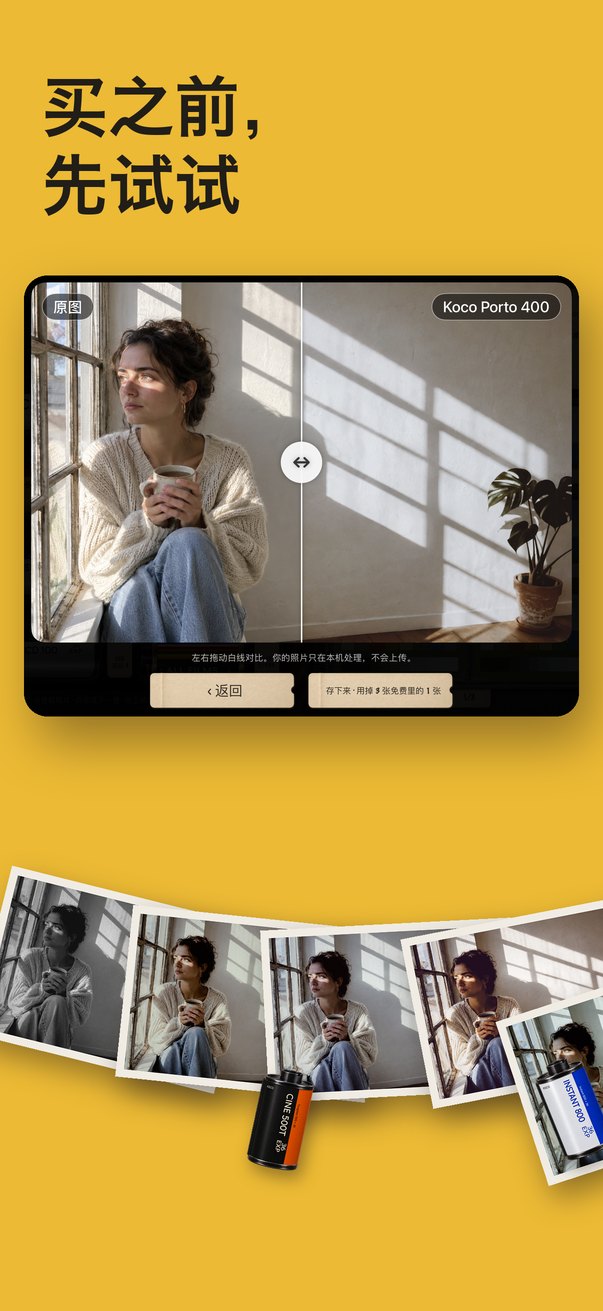 买之前，
先试试
原图
Koco Porto 400
左右拖动白线对比。你的照片只在本机处理，不会上传。
‹ 返回
存下来 · 用掉 3 张免费里的 1 张
CINE 500T
36 EXP
INSTANT 800
36 EXP